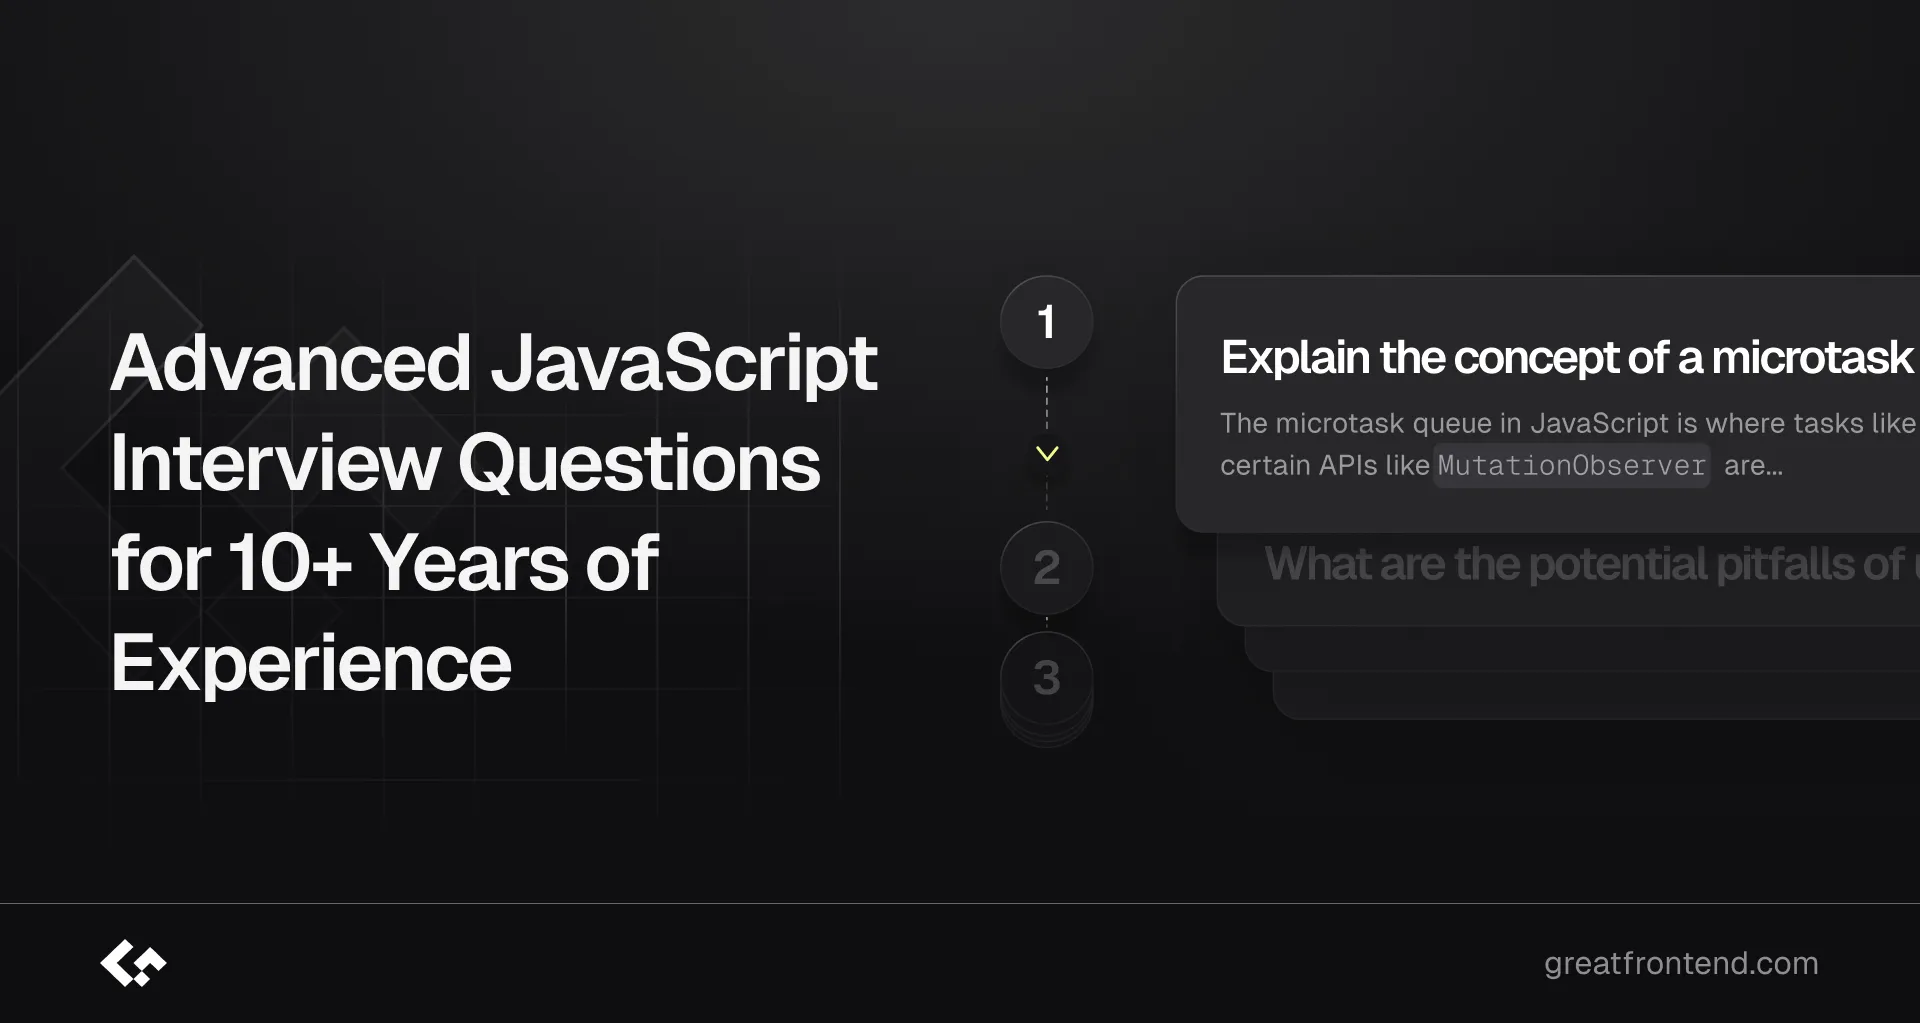 Advanced JavaScript
Interview Questions
for 10+ Years of
Experience
1
2
3
Explain the concept of a microtask
The microtask queue in JavaScript is where tasks like
certain APIs like MutationObserver are...
What are the potential pitfalls of
greatfrontend.com